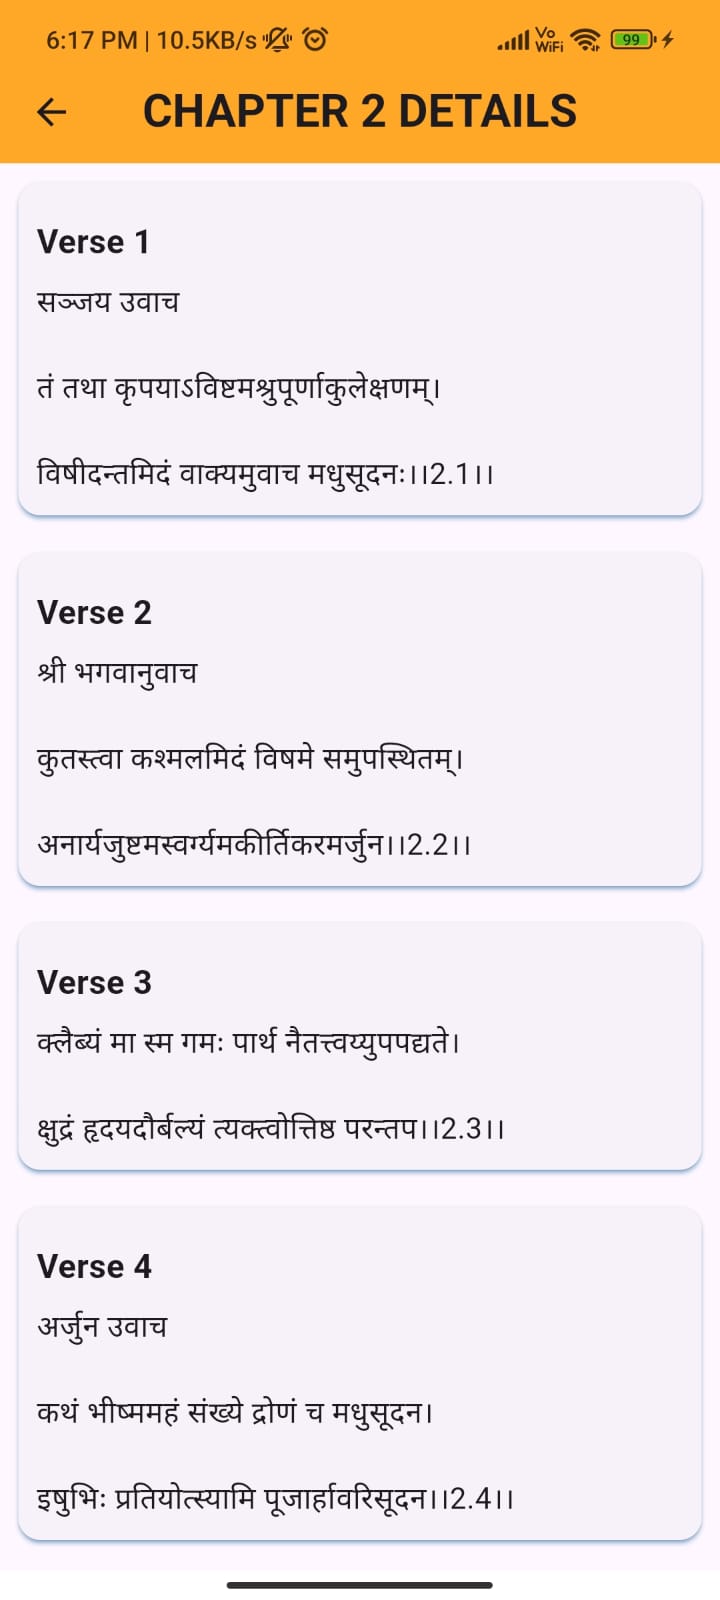 6:17 PM | 10.5KB/s Vo WiFi 99
CHAPTER 2 DETAILS
Verse 1
सञ्जय उवाच
तं तथा कृपयाऽविष्टमश्रुपूर्णाकुलेक्षणम्।
विषीदन्तमिदं वाक्यमुवाच मधुसूदनः।।2.1।।
Verse 2
श्री भगवानुवाच
कुतस्त्वा कश्मलमिदं विषमे समुपस्थितम्।
अनार्यजुष्टमस्वर्ग्यमकीर्तिकरमर्जुन।।2.2।।
Verse 3
क्लैब्यं मा स्म गमः पार्थ नैतत्त्वय्युपपद्यते।
क्षुद्रं हृदयदौर्बल्यं त्यक्त्वोत्तिष्ठ परन्तप।।2.3।।
Verse 4
अर्जुन उवाच
कथं भीष्ममहं संख्ये द्रोणं च मधुसूदन।
इषुभिः प्रतियोत्स्यामि पूजार्हावरिसूदन।।2.4।।